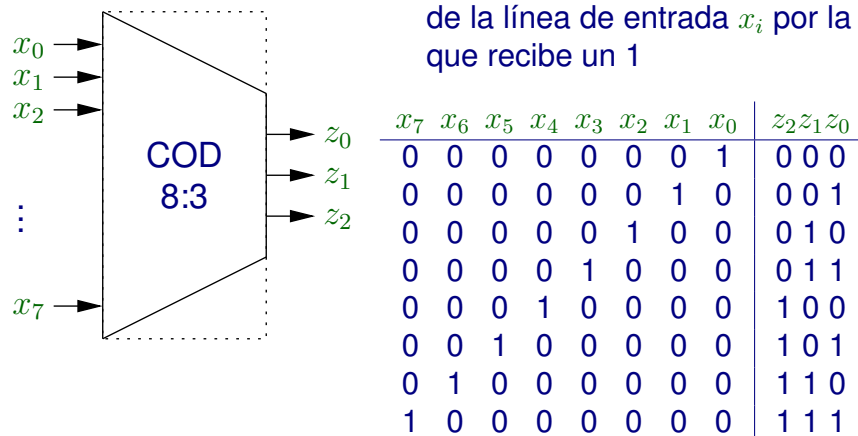 de la línea de entrada x_i por la
que recibe un 1
x_0
x_1
x_2
⋮
x_7
COD
8:3
z_0
z_1
z_2
x_7 x_6 x_5 x_4 x_3 x_2 x_1 x_0 z_2z_1z_0
0 0 0 0 0 0 0 1 0 0 0
0 0 0 0 0 0 1 0 0 0 1
0 0 0 0 0 1 0 0 0 1 0
0 0 0 0 1 0 0 0 0 1 1
0 0 0 1 0 0 0 0 1 0 0
0 0 1 0 0 0 0 0 1 0 1
0 1 0 0 0 0 0 0 1 1 0
1 0 0 0 0 0 0 0 1 1 1